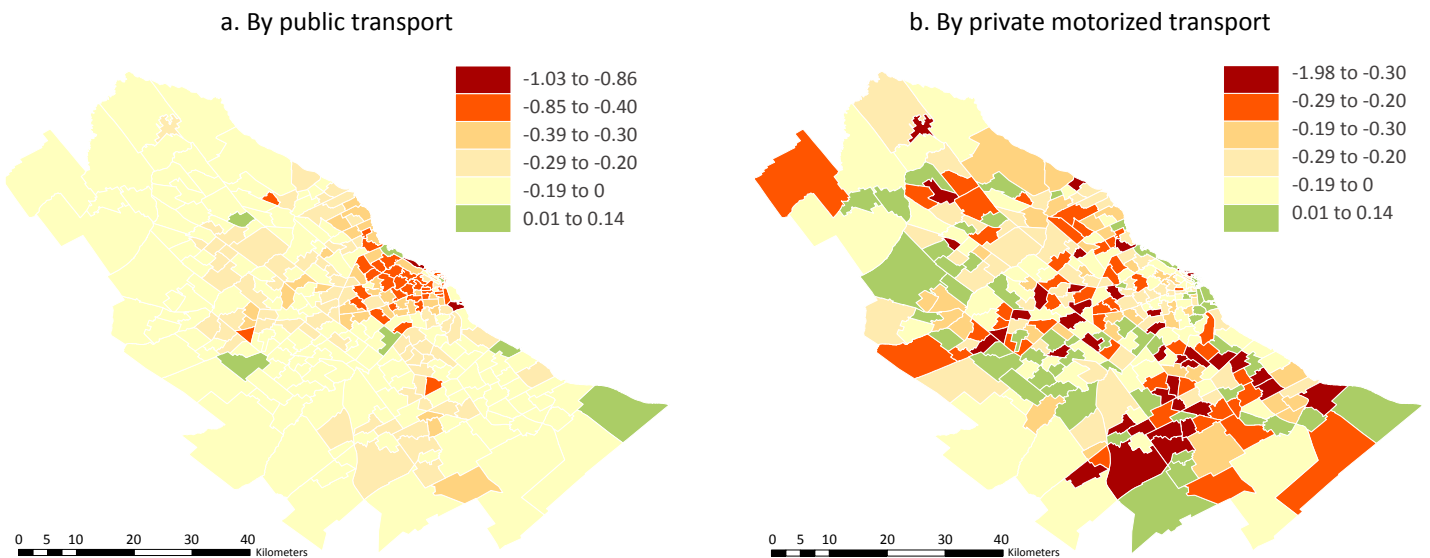 a. By public transport
-1.03 to -0.86
-0.85 to -0.40
-0.39 to -0.30
-0.29 to -0.20
-0.19 to 0
0.01 to 0.14
0 5 10 20 30 40
Kilometers
b. By private motorized transport
-1.98 to -0.30
-0.29 to -0.20
-0.19 to -0.30
-0.29 to -0.20
-0.19 to 0
0.01 to 0.14
0 5 10 20 30 40
Kilometers